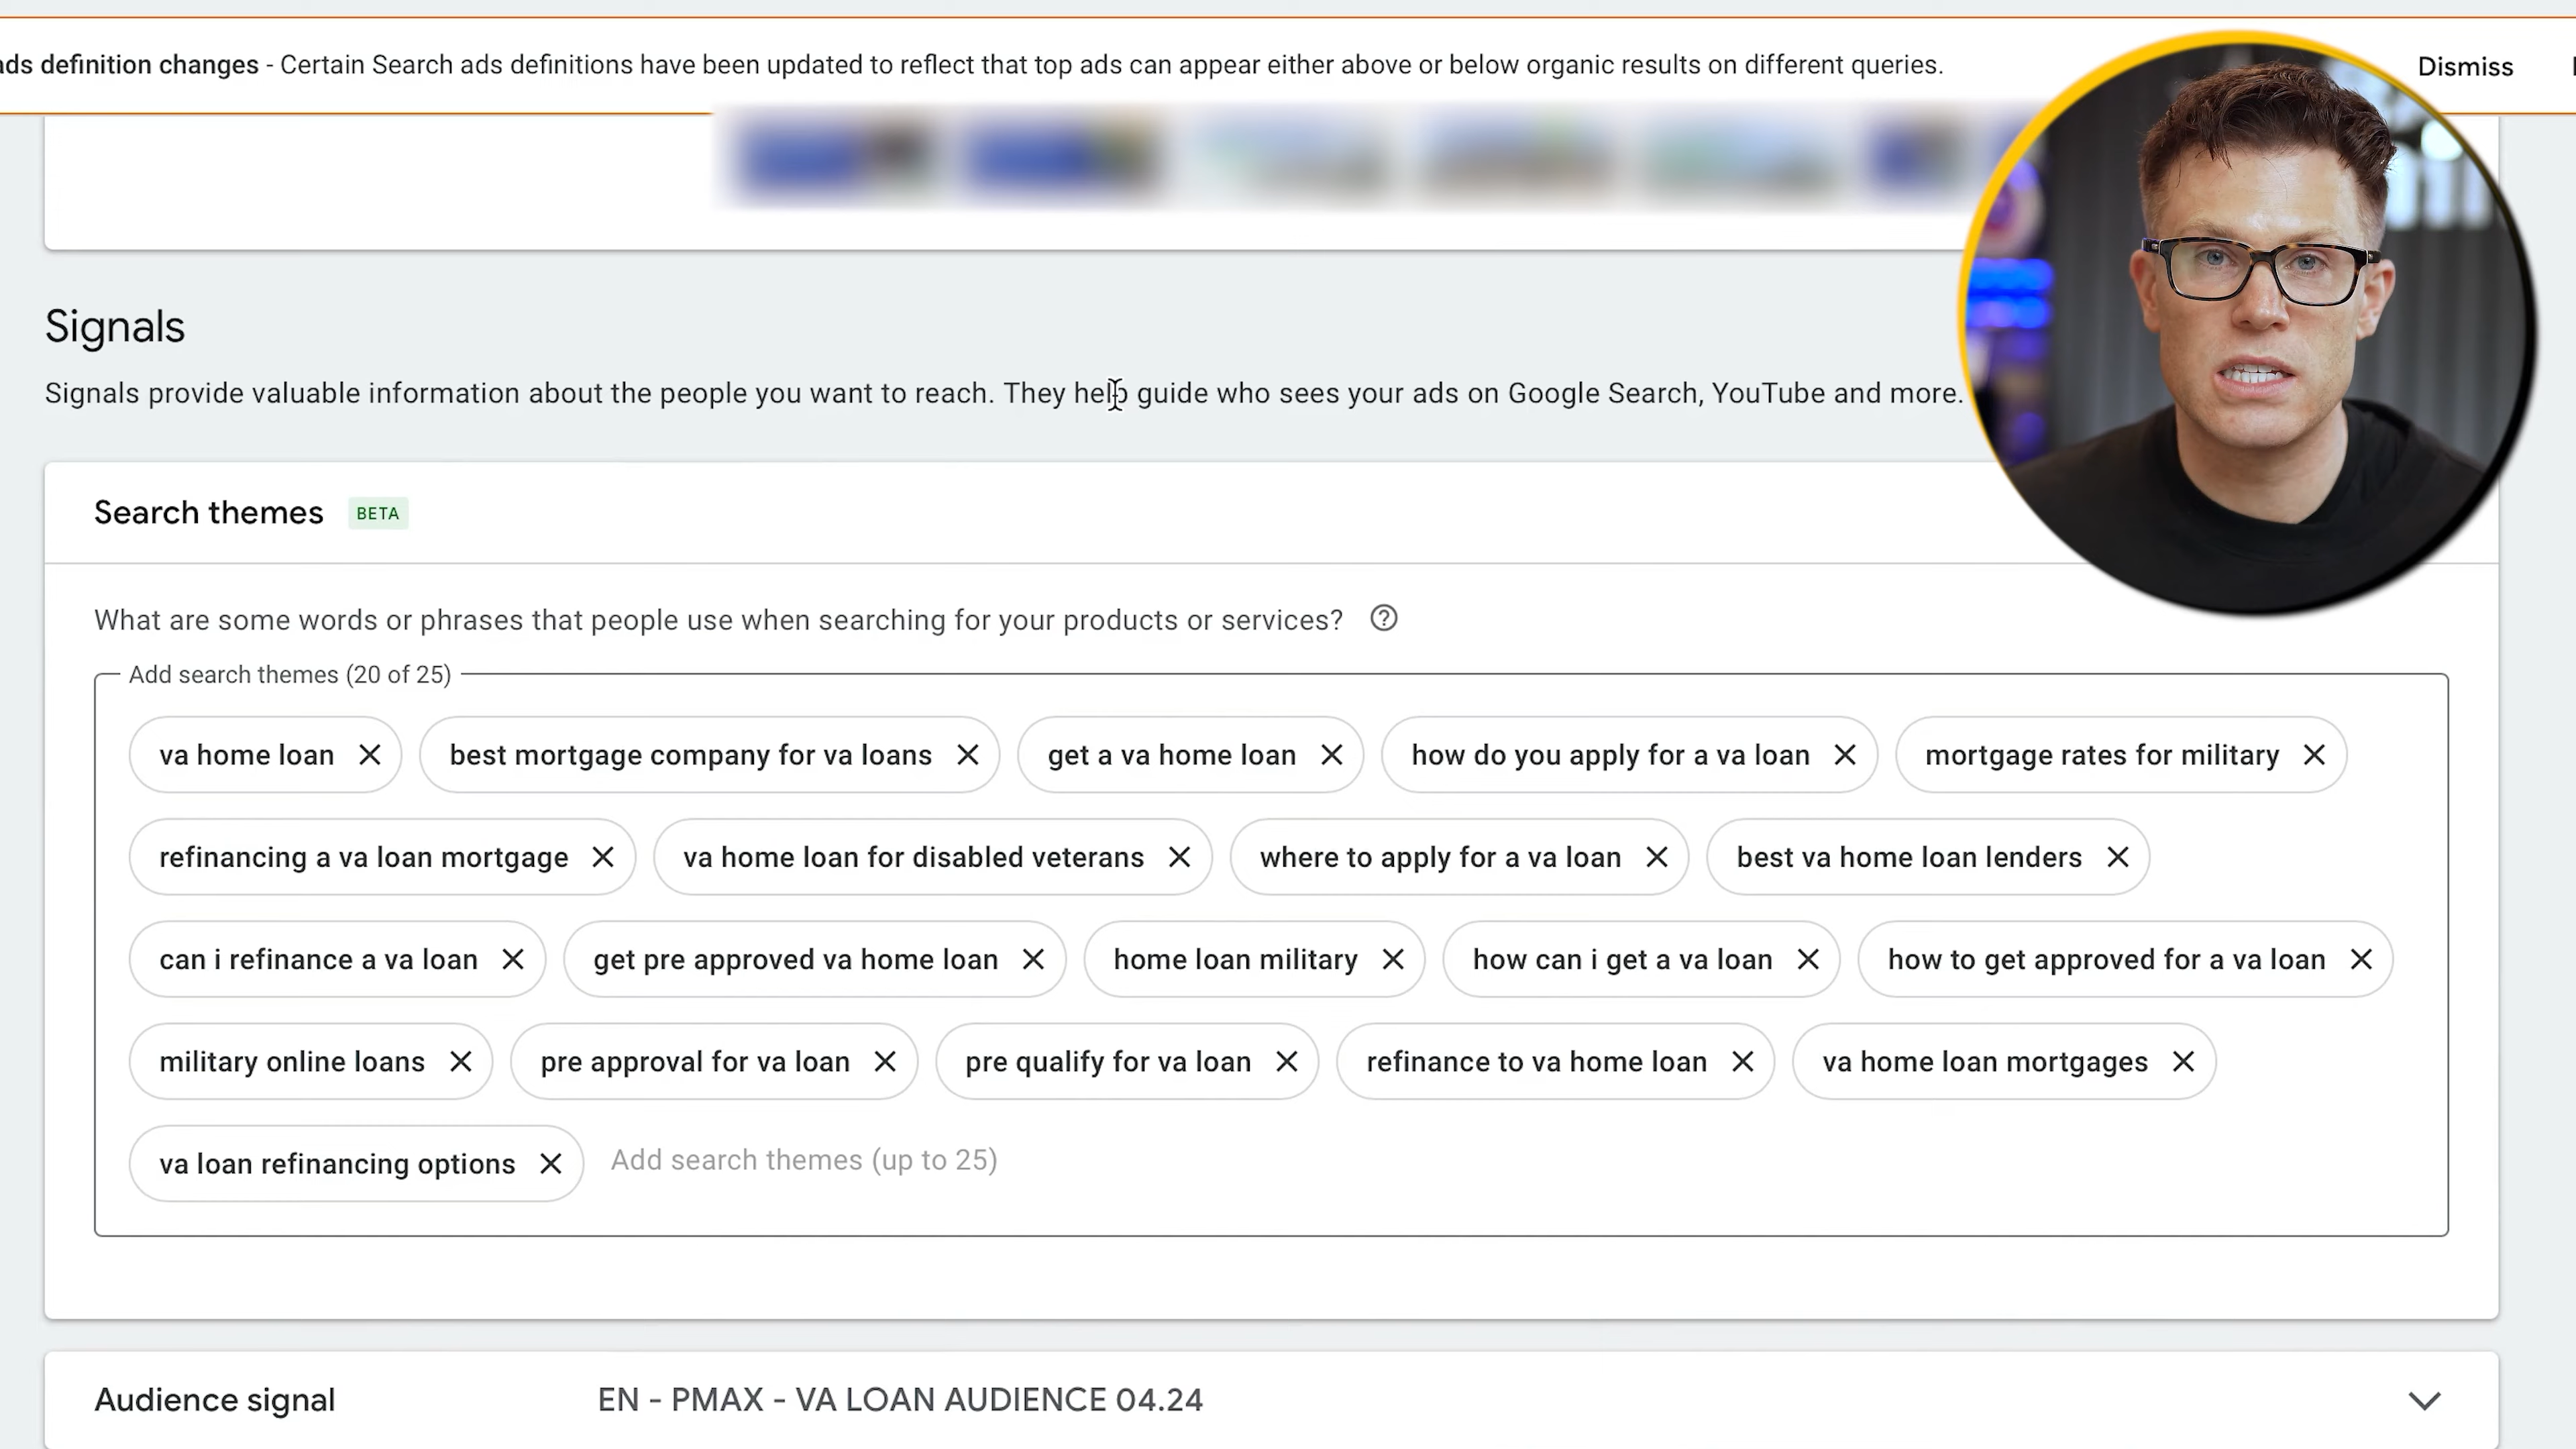 ads definition changes - Certain Search ads definitions have been updated to reflect that top ads can appear either above or below organic results on different queries.
Dismiss
Signals
Signals provide valuable information about the people you want to reach. They help guide who sees your ads on Google Search, YouTube and more.
Search themes BETA
What are some words or phrases that people use when searching for your products or services?
Add search themes (20 of 25)
va home loan best mortgage company for va loans get a va home loan how do you apply for a va loan mortgage rates for military
refinancing a va loan mortgage va home loan for disabled veterans where to apply for a va loan best va home loan lenders
can i refinance a va loan get pre approved va home loan home loan military how can i get a va loan how to get approved for a va loan
military online loans pre approval for va loan pre qualify for va loan refinance to va home loan va home loan mortgages
va loan refinancing options Add search themes (up to 25)
Audience signal EN - PMAX - VA LOAN AUDIENCE 04.24